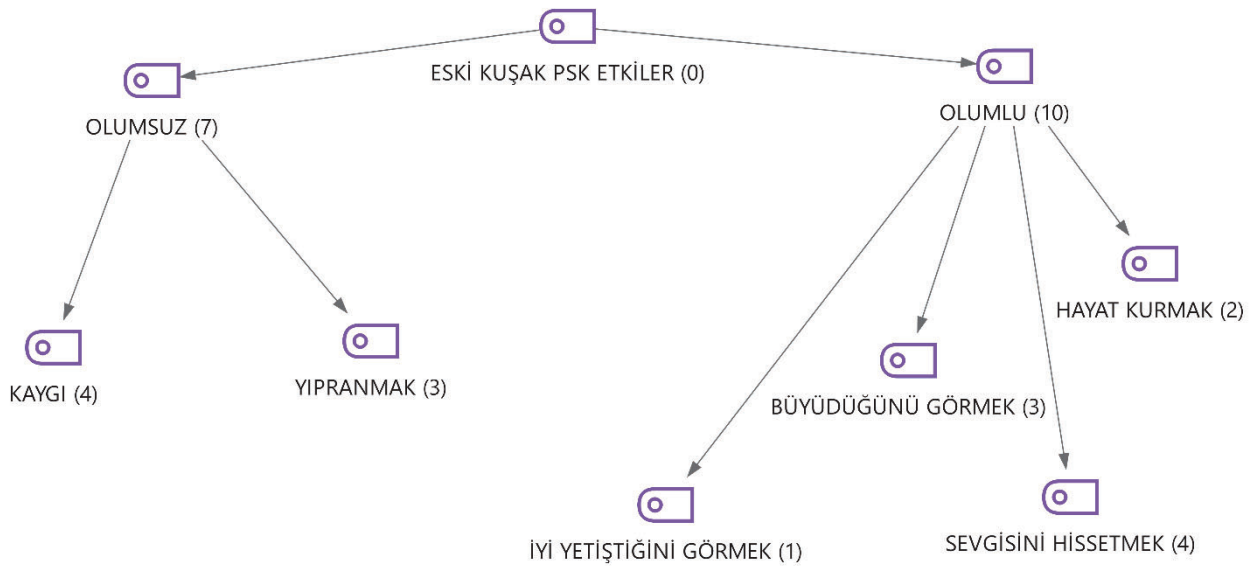 ESKİ KUŞAK PSK ETKİLER (0)
OLUMSUZ (7)
OLUMLU (10)
KAYGI (4)
YIPRANMAK (3)
HAYAT KURMAK (2)
BÜYÜDÜĞÜNÜ GÖRMEK (3)
İYİ YETİŞTİĞİNİ GÖRMEK (1)
SEVGİSİNİ HİSSETMEK (4)